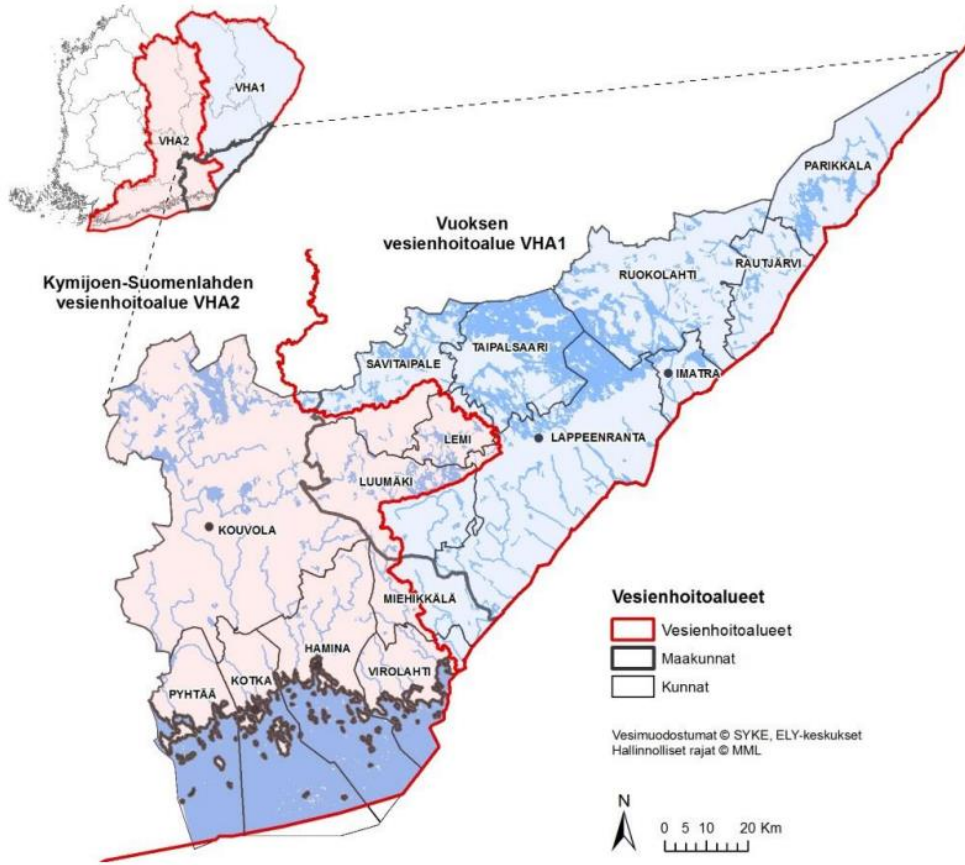 VHA1
VHA2
PARIKKALA
Vuoksen
vesienhoitoalue VHA1
RAUTJÄRVI
RUOKOLAHTI
Kymijoen-Suomenlahden
vesienhoitoalue VHA2
TAIPALSAARI
SAVITAIPALE
IMATRA
LEMI
LAPPEENRANTA
LUUMÄKI
KOUVOLA
MIEHIKKÄLÄ
HAMINA
VIROLAHTI
KOTKA
PYHTÄÄ
Vesienhoitoalueet
Vesienhoitoalueet
Maakunnat
Kunnat
Vesimuodostumat © SYKE, ELY-keskukset
Hallinnolliset rajat © MML
N
0 5 10 20 Km